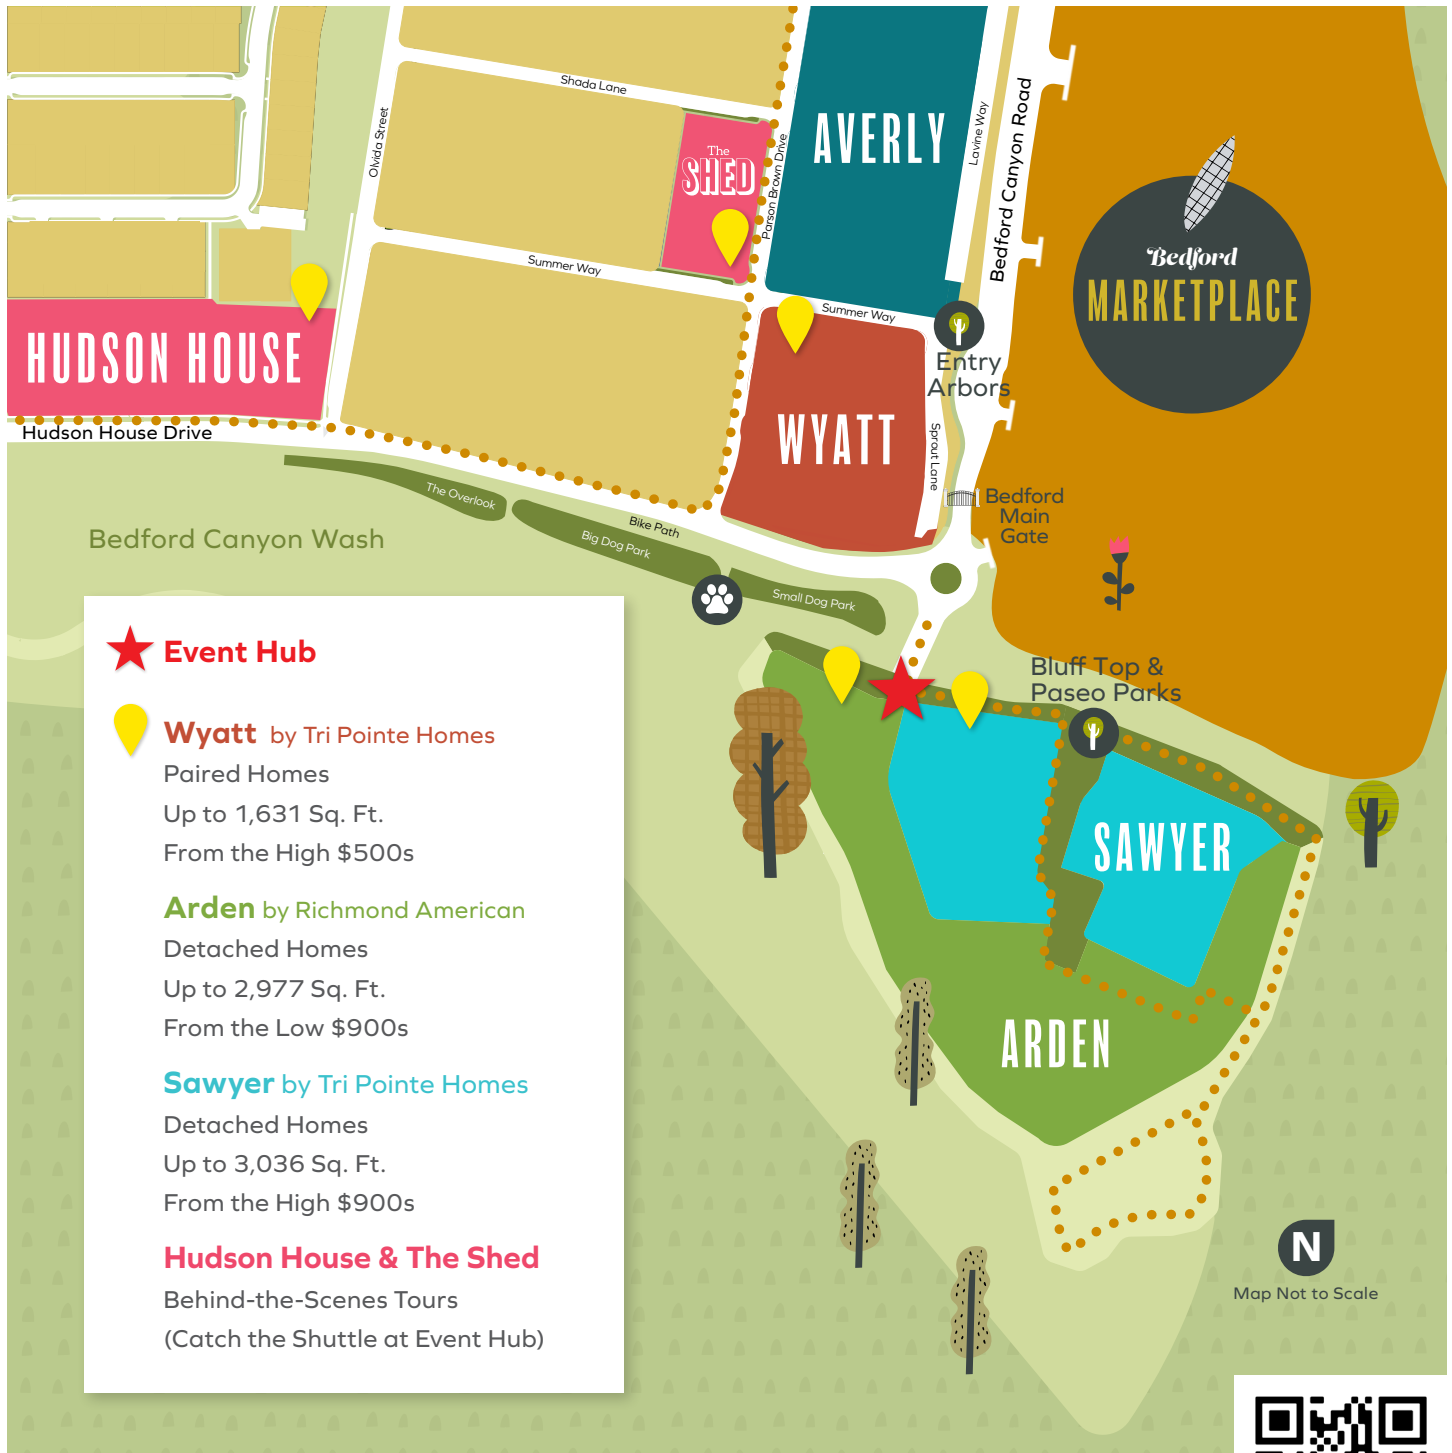 Shada Lane
Olvida Street
The
SHED
Parson Brown Drive
AVERLY
Lavine Way
Bedford Canyon Road
Bedford
MARKETPLACE
Summer Way
Summer Way
HUDSON HOUSE
Hudson House Drive
Entry
Arbors
WYATT
Sprout Lane
Bedford
Main
Gate
The Overlook
Bike Path
Big Dog Park
Small Dog Park
Bedford Canyon Wash
Bluff Top &
Paseo Parks
SAWYER
ARDEN
Event Hub
Wyatt by Tri Pointe Homes
Paired Homes
Up to 1,631 Sq. Ft.
From the High $500s
Arden by Richmond American
Detached Homes
Up to 2,977 Sq. Ft.
From the Low $900s
Sawyer by Tri Pointe Homes
Detached Homes
Up to 3,036 Sq. Ft.
From the High $900s
Hudson House & The Shed
Behind-the-Scenes Tours
(Catch the Shuttle at Event Hub)
N
Map Not to Scale